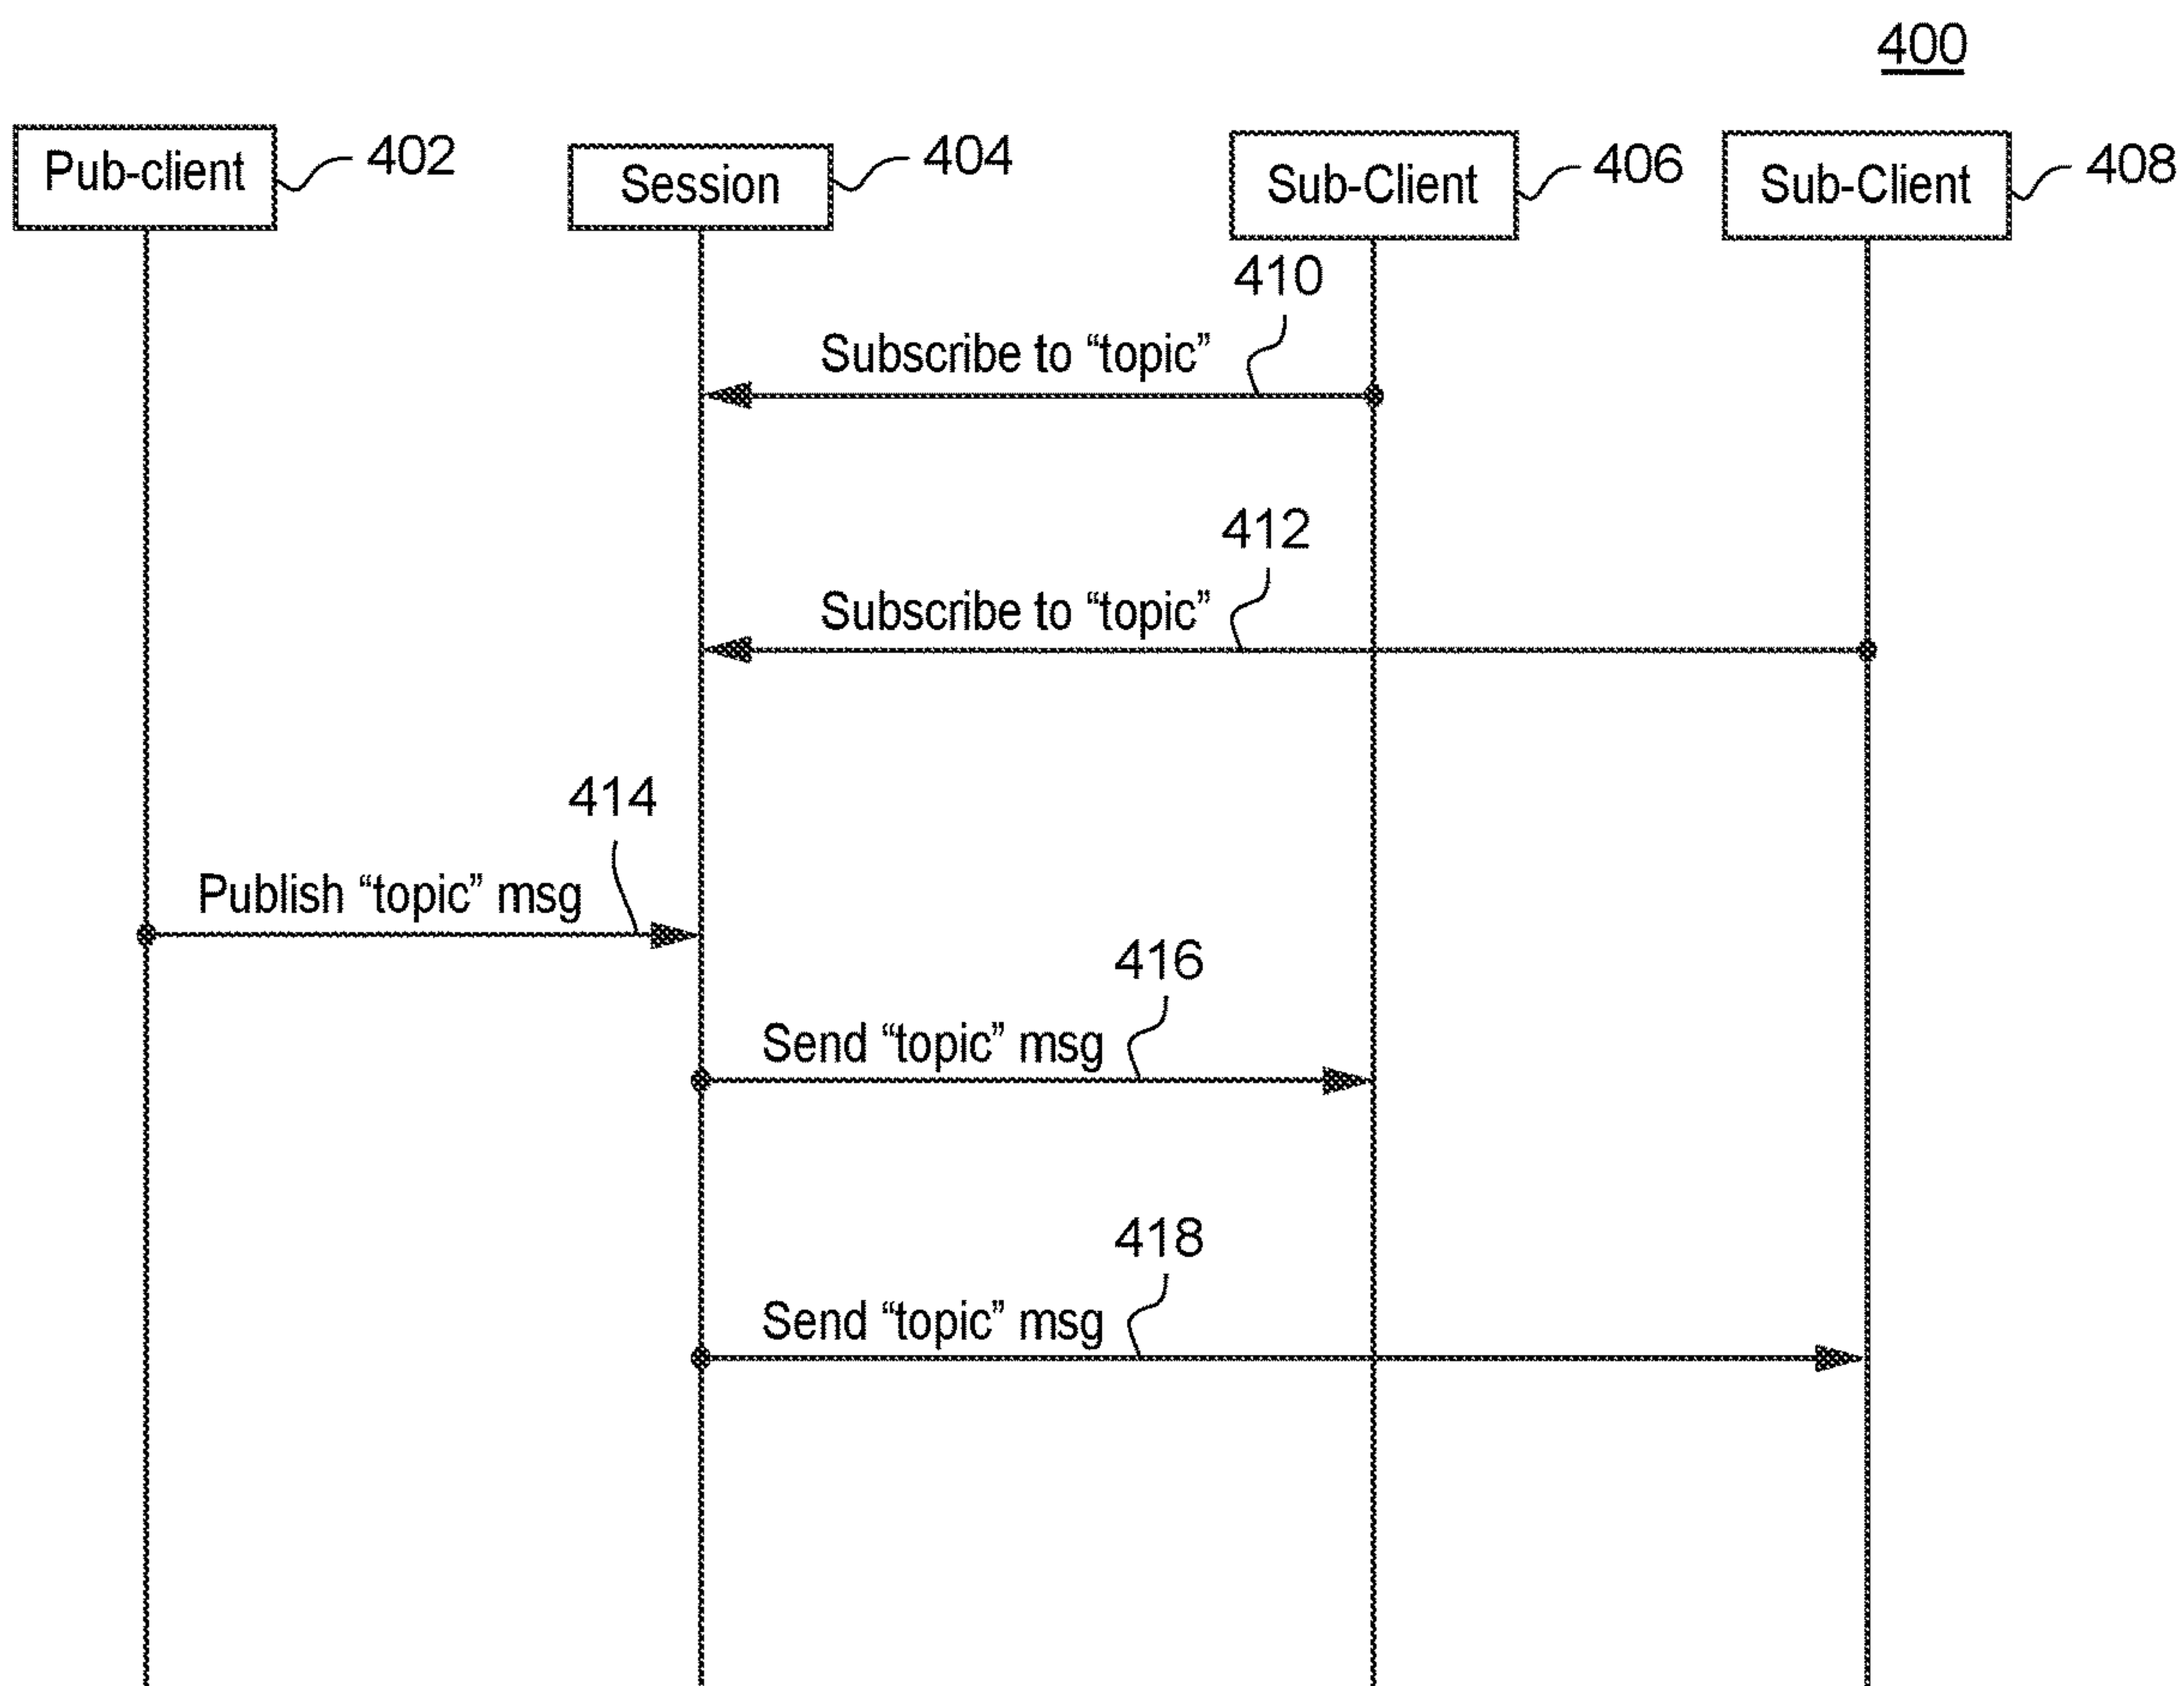 400
Pub-client
402
Session
404
Sub-Client
406
Sub-Client
408
410
Subscribe to “topic”
412
Subscribe to “topic”
414
Publish “topic” msg
416
Send “topic” msg
418
Send “topic” msg